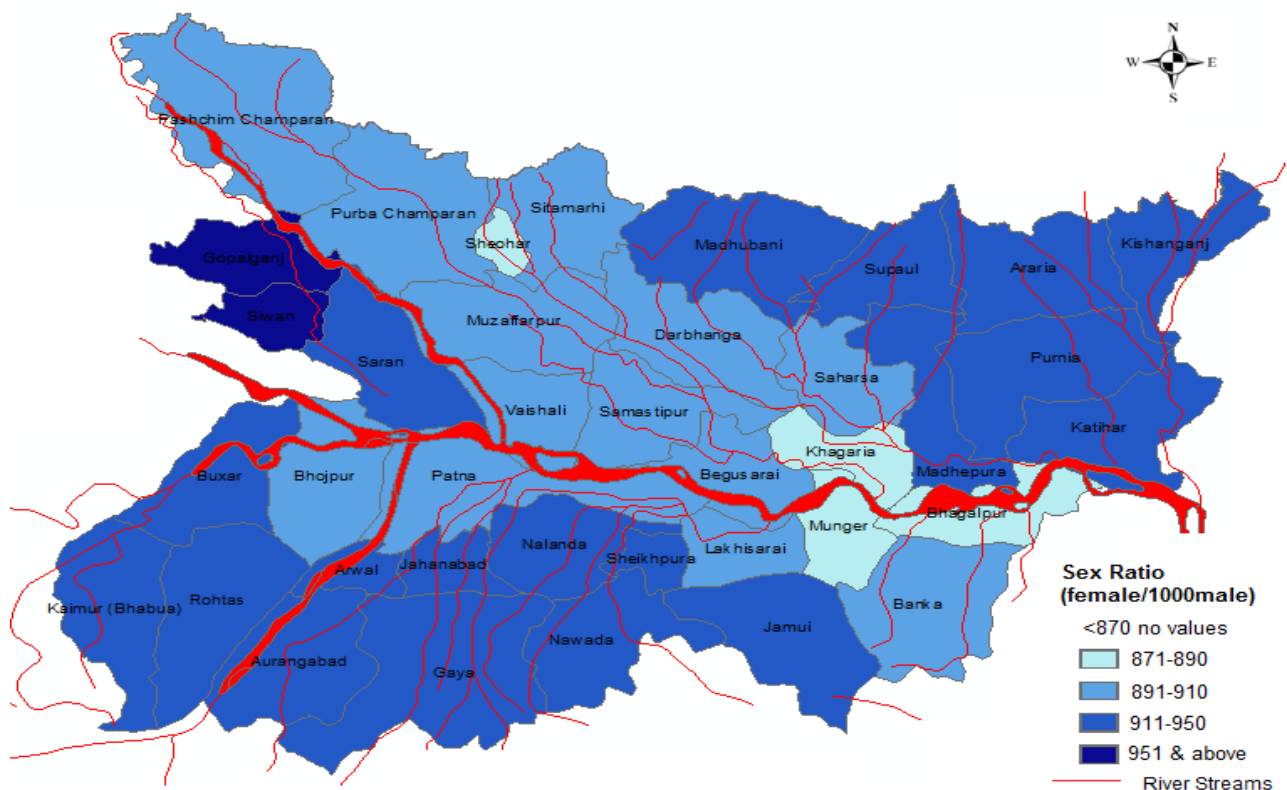 N
W E
S
Pashchim Champaran
Purba Champaran
Sitamarhi
Sheohar
Madhubani
Kishanganj
Gopalganj
Supaul
Araria
Siwan
Muzaffarpur
Darbhanga
Saran
Purnia
Saharsa
Vaishali
Samastipur
Katihar
Khagaria
Buxar
Bhojpur
Patna
Begusarai
Madhepura
Bhagalpur
Munger
Nalanda
Lakhisarai
Arwal
Jahanabad
Sheikhpura
Kaimur (Bhabua)
Rohtas
Banka
Jamui
Nawada
Aurangabad
Gaya
Sex Ratio
(female/1000male)
<870 no values
871-890
891-910
911-950
951 & above
River Streams